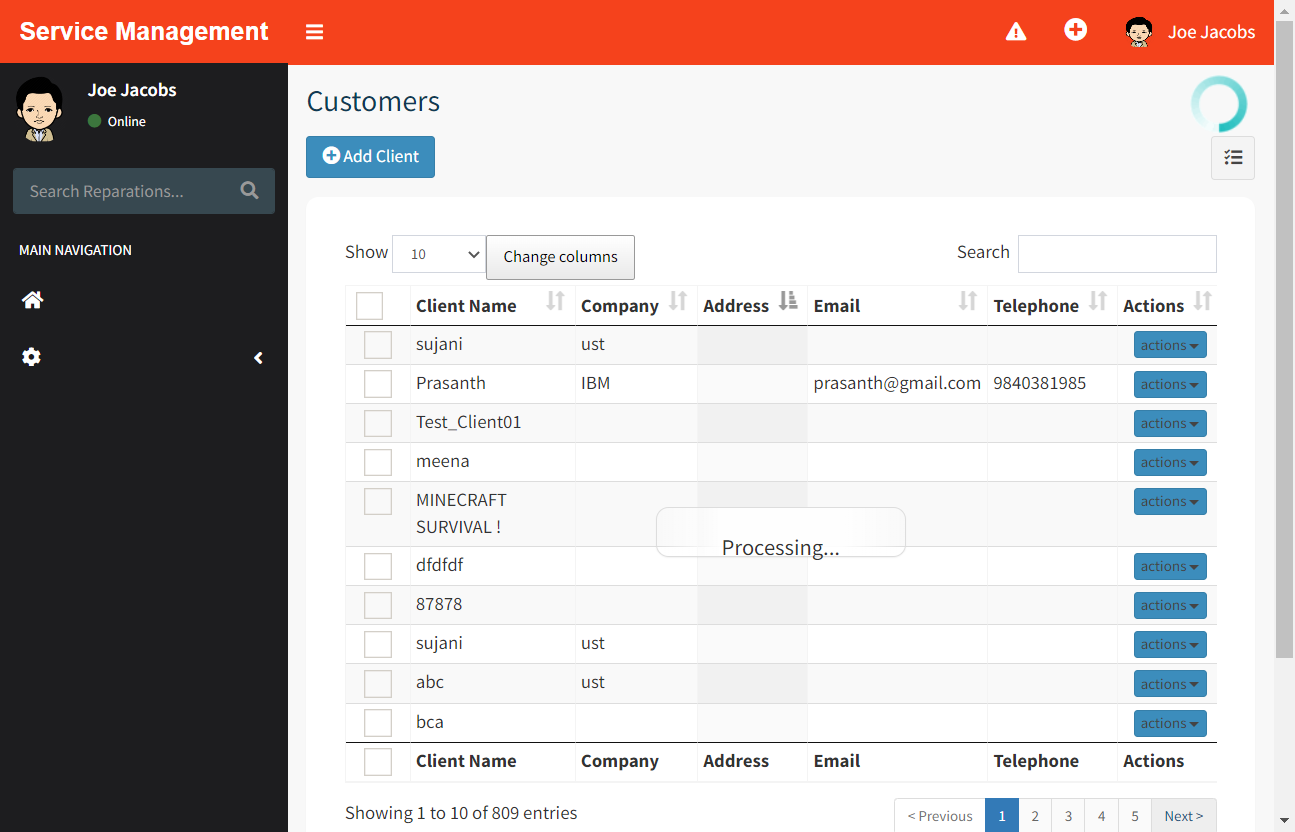 Service Management
Joe Jacobs
Joe Jacobs
Online
Search Reparations...
MAIN NAVIGATION
Customers
Add Client
Show 10 Change columns Search
Client Name Company Address Email Telephone Actions
sujani ust actions
Prasanth IBM prasanth@gmail.com 9840381985 actions
Test_Client01 actions
meena actions
MINECRAFT actions
SURVIVAL !
Processing...
dfdfdf actions
87878 actions
sujani ust actions
abc ust actions
bca actions
Client Name Company Address Email Telephone Actions
Showing 1 to 10 of 809 entries
< Previous 1 2 3 4 5 Next >